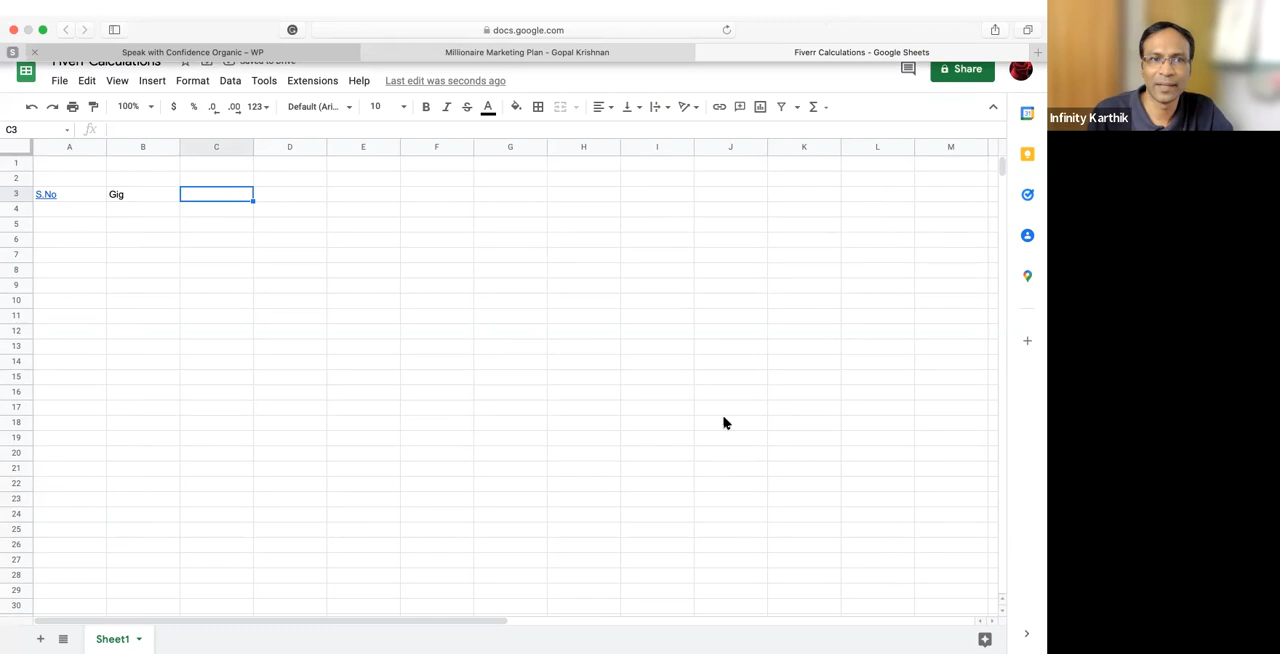 docs.google.com
S
Speak with Confidence Organic – WP
Millionaire Marketing Plan - Gopal Krishnan
Fiverr Calculations - Google Sheets
Fiverr Calculations
Saved to Drive
File Edit View Insert Format Data Tools Extensions Help Last edit was seconds ago
Share
100% $ % .0 .00 123 Default (Ari... 10 B I S A Σ
C3 fx
A B C D E F G H I J K L M
1
2
3 S.No Gig
4
5
6
7
8
9
10
11
12
13
14
15
16
17
18
19
20
21
22
23
24
25
26
27
28
29
30
Sheet1
31
Infinity Karthik